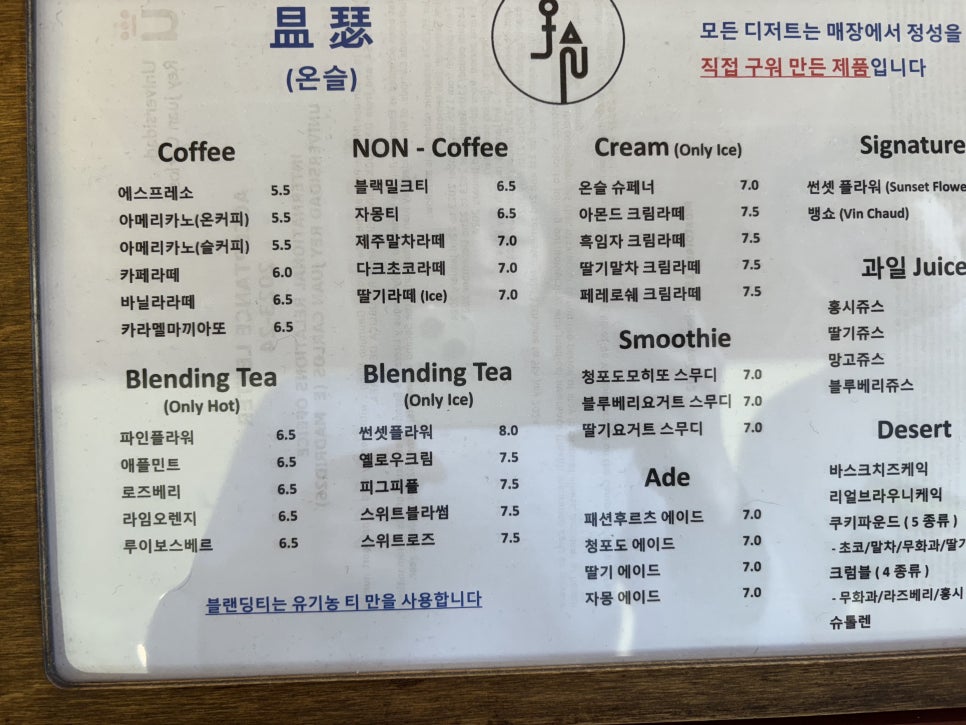 昷瑟
(온슬)
모든 디저트는 매장에서 정성을
직접 구워 만든 제품입니다
Coffee
에스프레소 5.5
아메리카노(온커피) 5.5
아메리카노(슬커피) 5.5
카페라떼 6.0
바닐라라떼 6.5
카라멜마끼아또 6.5
Blending Tea
(Only Hot)
파인플라워 6.5
애플민트 6.5
로즈베리 6.5
라임오렌지 6.5
루이보스베르 6.5
NON - Coffee
블랙밀크티 6.5
자몽티 6.5
제주말차라떼 7.0
다크초코라떼 7.0
딸기라떼 (Ice) 7.0
Blending Tea
(Only Ice)
썬셋플라워 8.0
옐로우크림 7.5
피그피플 7.5
스위트블라썸 7.5
스위트로즈 7.5
블랜딩티는 유기농 티 만을 사용합니다
Cream (Only Ice)
온슬 슈페너 7.0
아몬드 크림라떼 7.5
흑임자 크림라떼 7.5
딸기말차 크림라떼 7.5
페레로쉐 크림라떼 7.5
Smoothie
청포도모히또 스무디 7.0
블루베리요거트 스무디 7.0
딸기요거트 스무디 7.0
Ade
패션후르츠 에이드 7.0
청포도 에이드 7.0
딸기 에이드 7.0
자몽 에이드 7.0
Signature
썬셋 플라워 (Sunset Flowe
뱅쇼 (Vin Chaud)
과일 Juice
홍시쥬스
딸기쥬스
망고쥬스
블루베리쥬스
Desert
바스크치즈케익
리얼브라우니케익
쿠키파운드 ( 5 종류 )
- 초코/말차/무화과/딸기
크럼블 ( 4 종류 )
- 무화과/라즈베리/홍시
슈톨렌